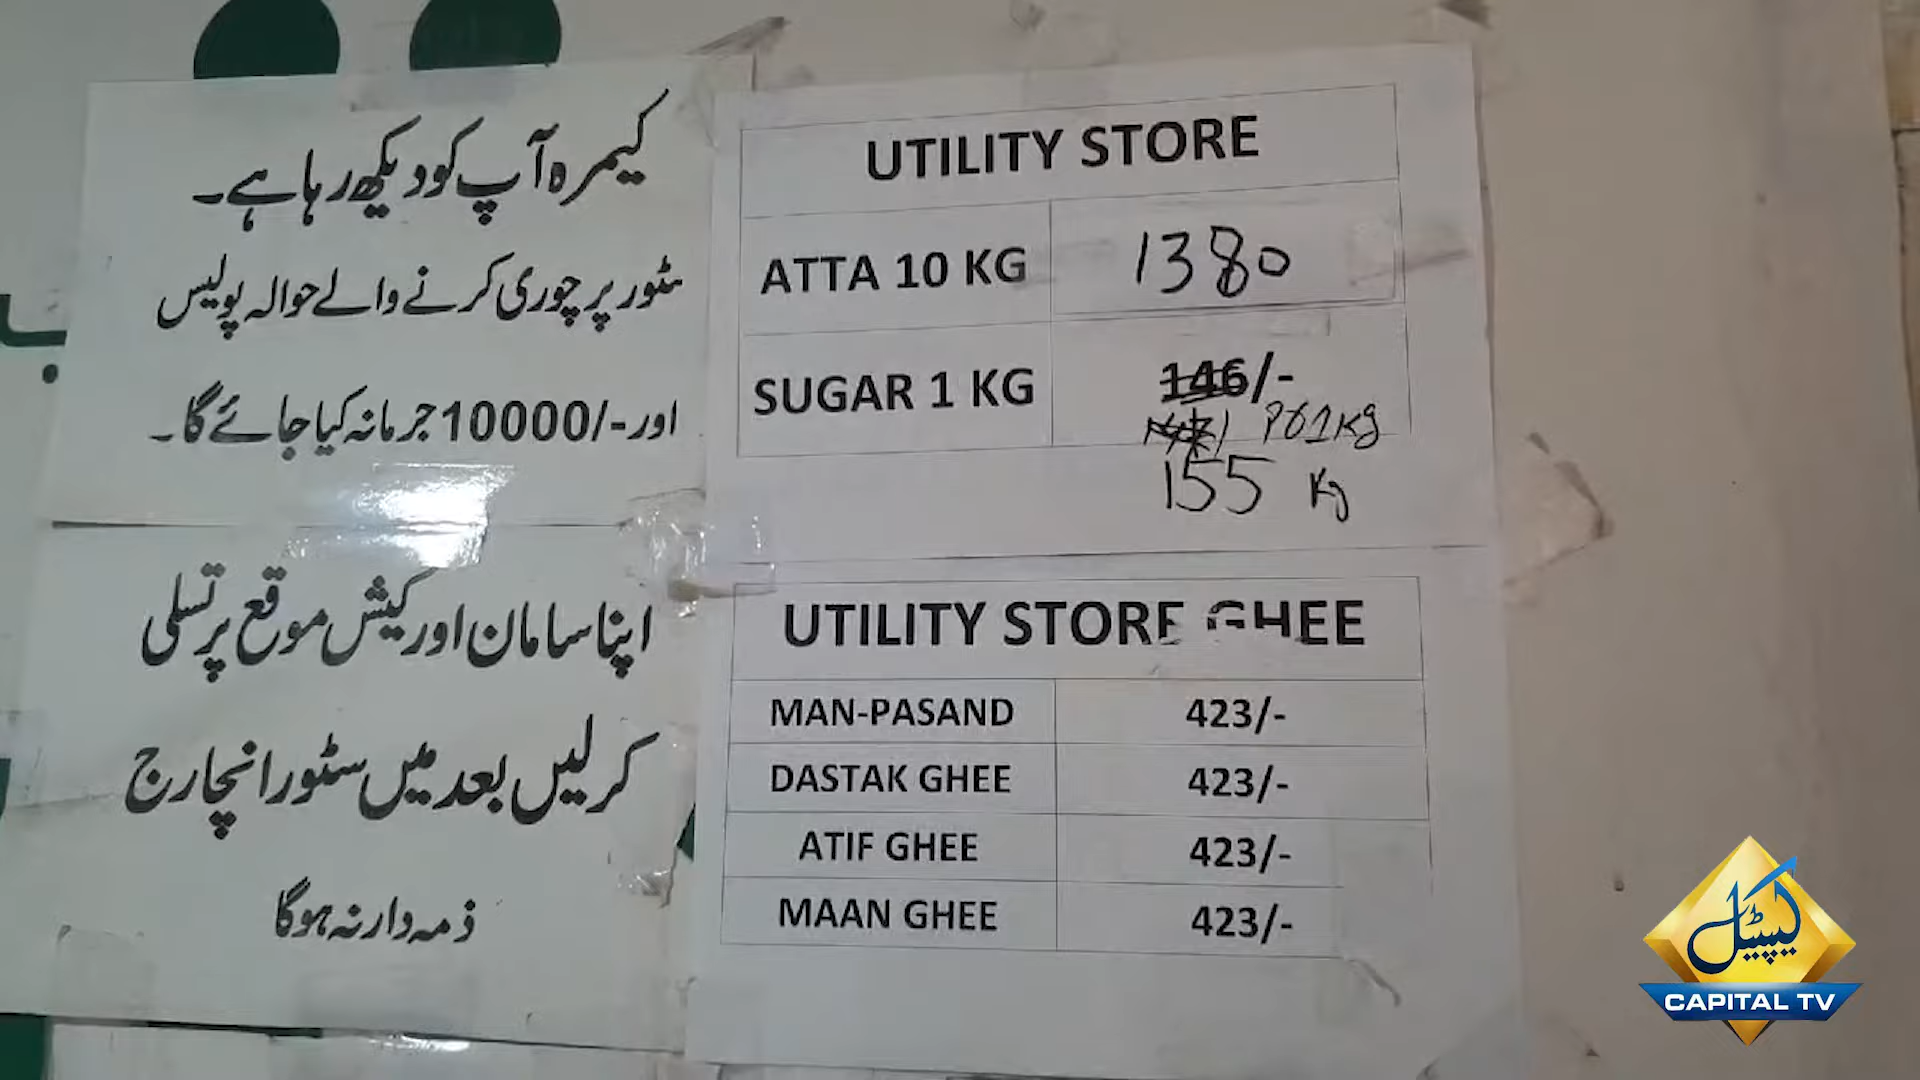 کیمرہ آپ کو دیکھ رہا ہے۔
سٹور پر چوری کرنے والے حوالہ پولیس
اور -/10000 جرمانہ کیا جائے گا۔
اپنا سامان اور کیش موقع پر تسلی
کرلیں بعد میں سٹور انچارج
ذمہ دار نہ ہوگا
UTILITY STORE
ATTA 10 KG 1380
SUGAR 1 KG 146/-
155 Kg
UTILITY STORE GHEE
MAN-PASAND 423/-
DASTAK GHEE 423/-
ATIF GHEE 423/-
MAAN GHEE 423/-
کیپیٹل
CAPITAL TV